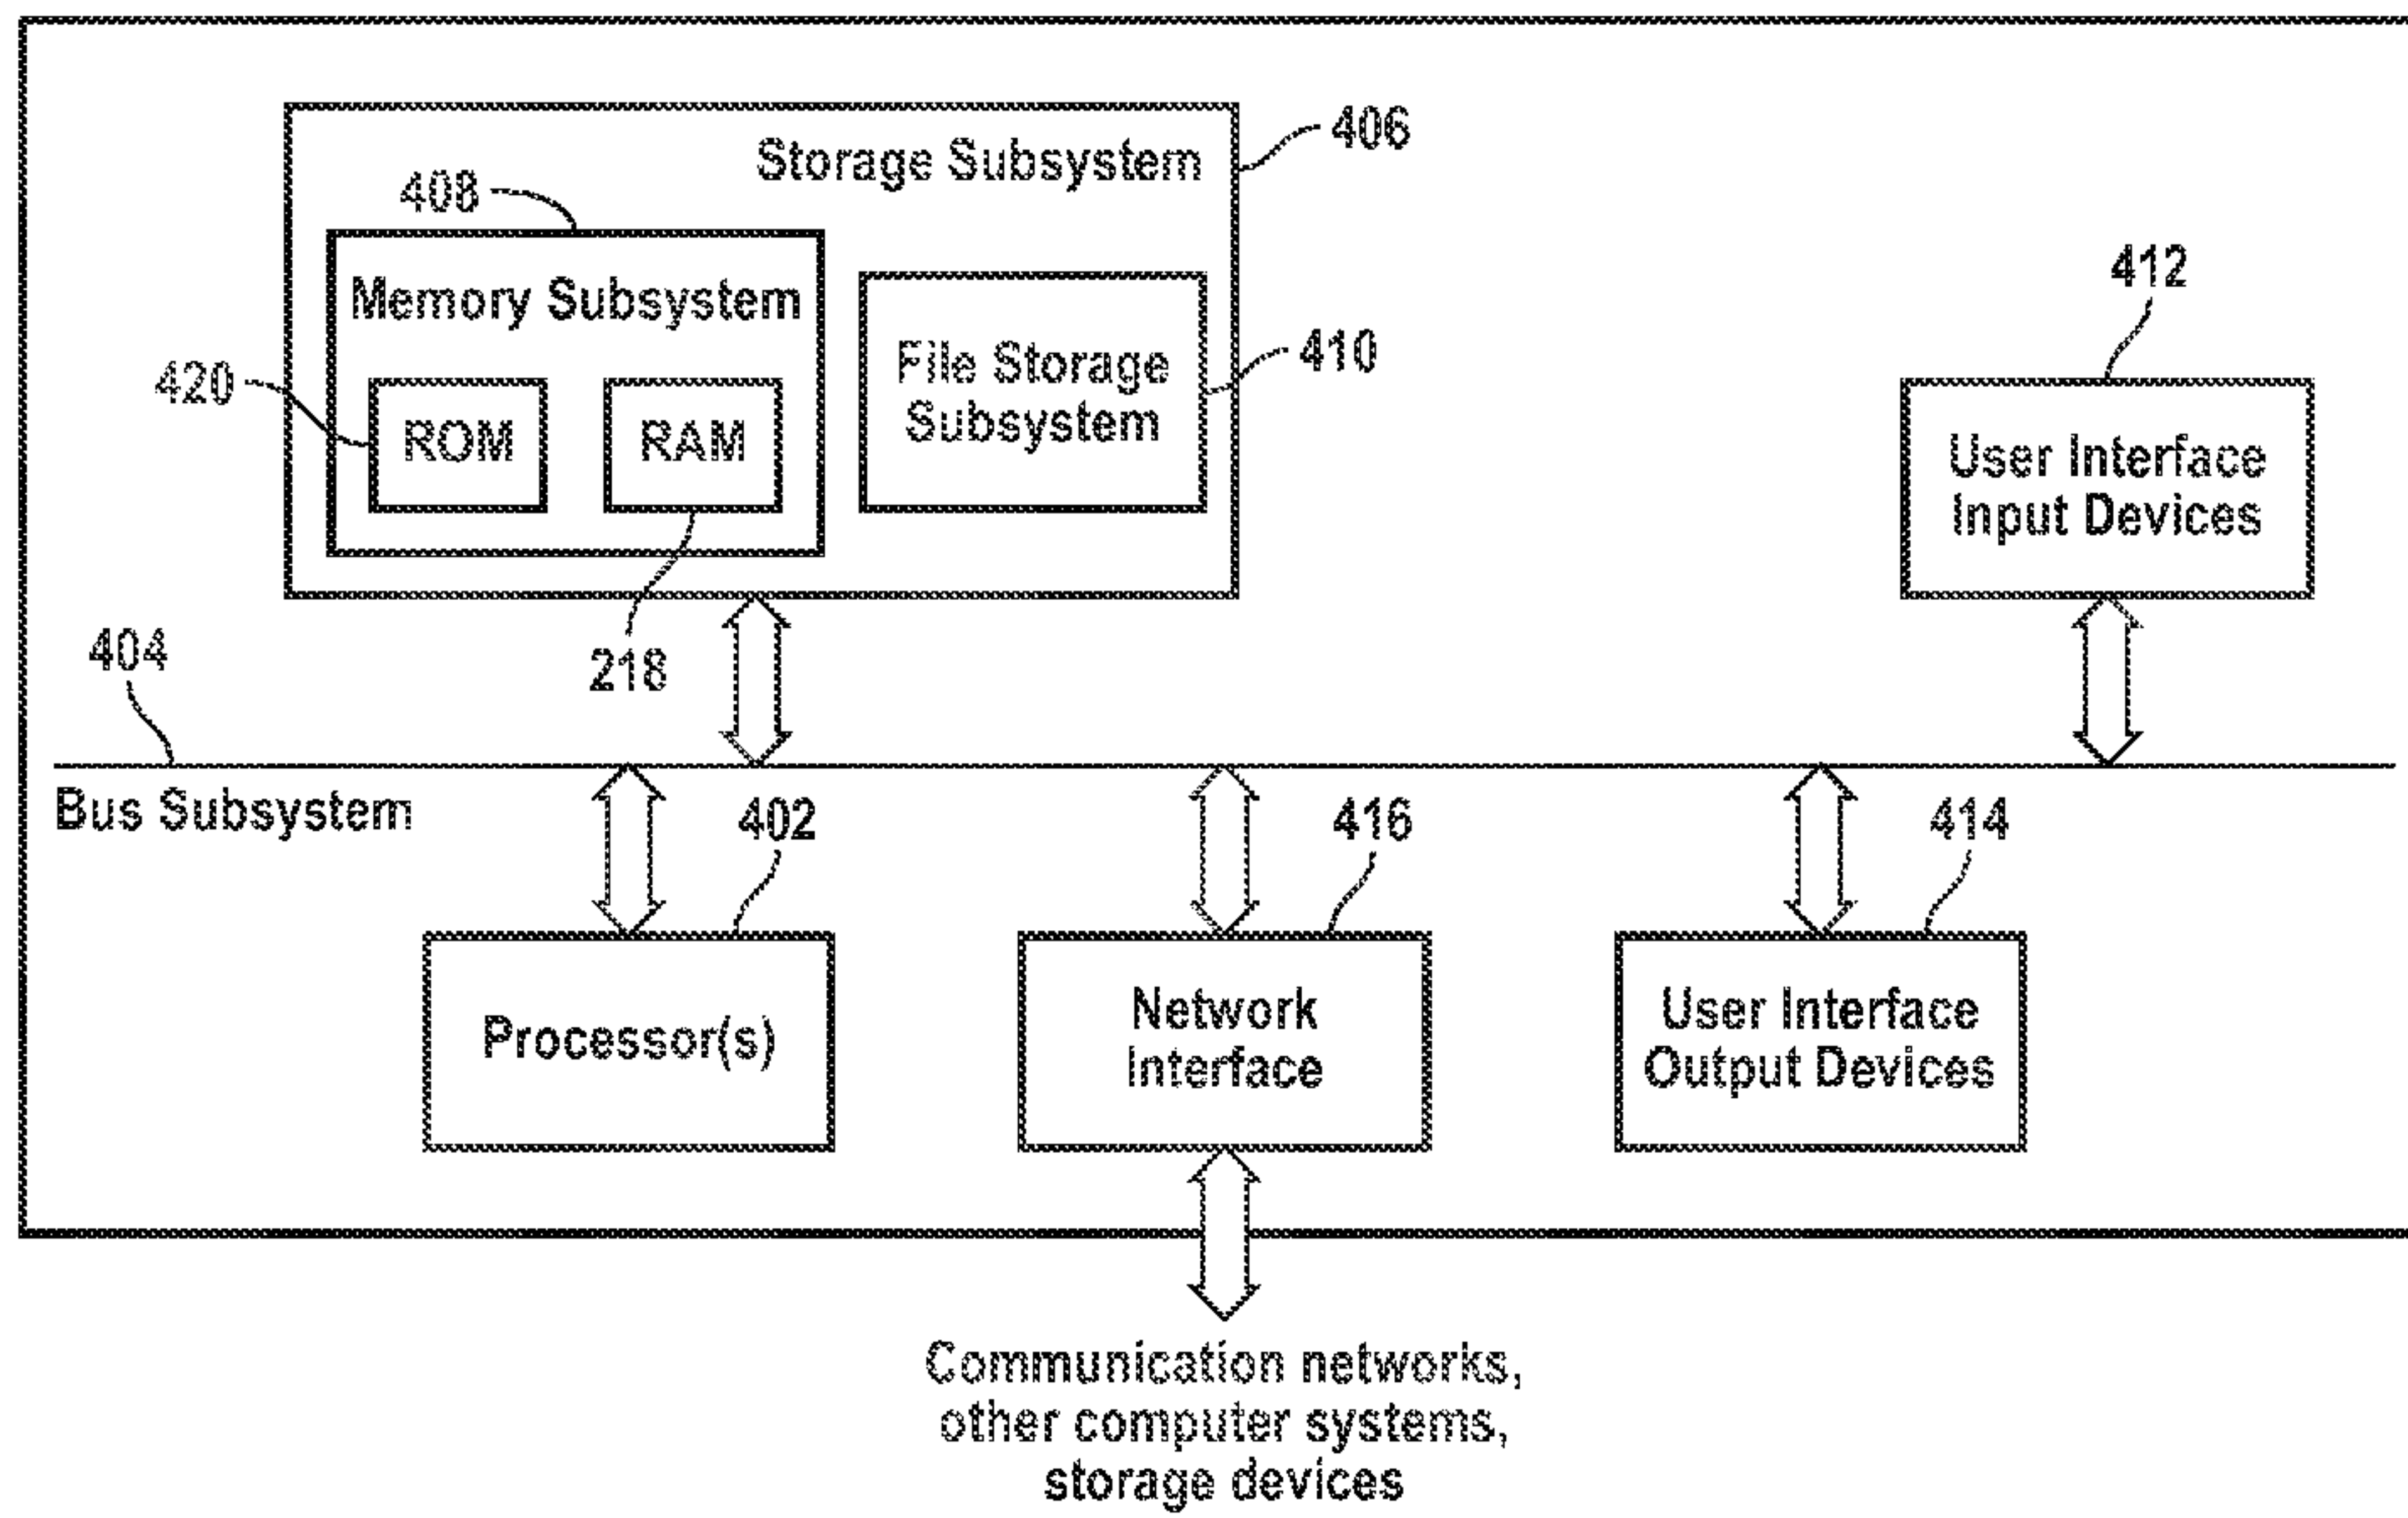 Storage Subsystem
406
408
Memory Subsystem
412
420
ROM
RAM
File Storage
Subsystem
410
User Interface
Input Devices
218
404
Bus Subsystem
402
416
414
Processor(s)
Network
Interface
User Interface
Output Devices
Communication networks,
other computer systems,
storage devices